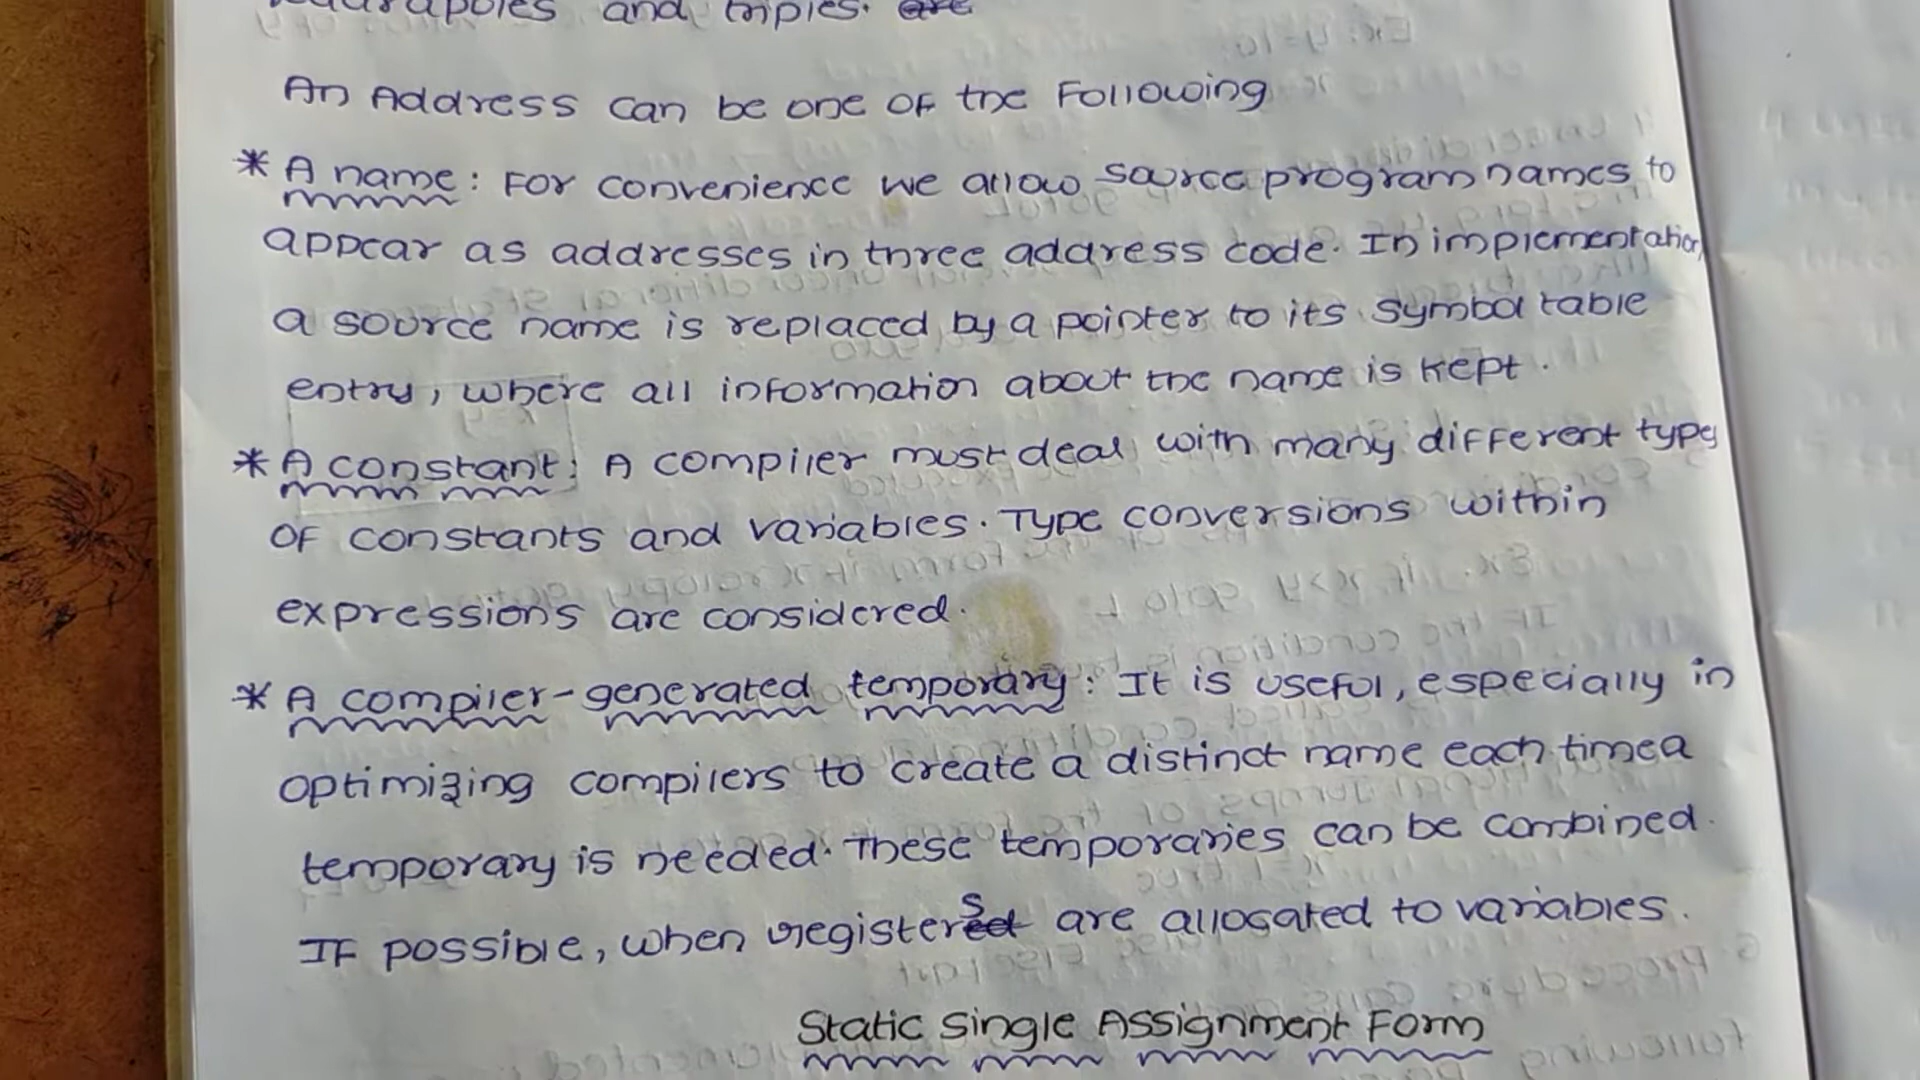 and triples.
An Address can be one of the Following
* A name: For convenience we allow source program names to
appear as addresses in three address code. In implementation
a source name is replaced by a pointer to its symbol table
entry, where all information about the name is kept.
* A constant: A compiler must deal with many different types
of constants and variables. Type conversions within
expressions are considered.
* A compiler-generated temporary: It is useful, especially in
optimizing compilers to create a distinct name each time a
temporary is needed. These temporaries can be combined.
If possible, when registers are allocated to variables.
Static Single Assignment Form